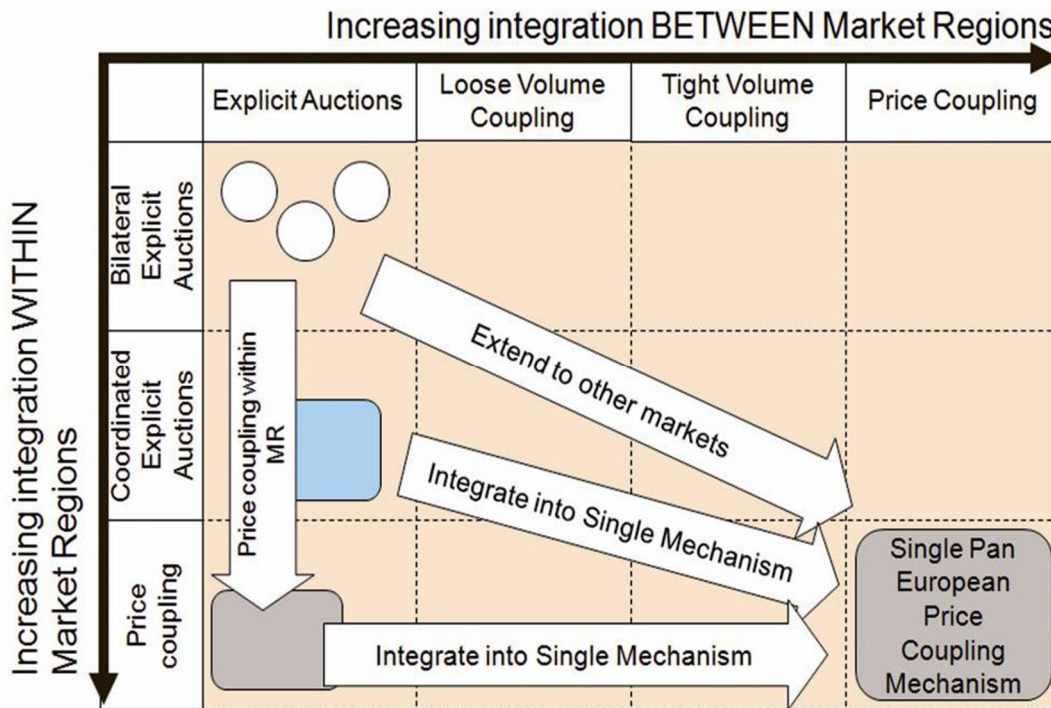 Increasing integration BETWEEN Market Regions
Explicit Auctions
Loose Volume
Coupling
Tight Volume
Coupling
Price Coupling
Increasing integration WITHIN
Market Regions
Bilateral
Explicit
Auctions
Coordinated
Explicit
Auctions
Price
coupling
Price coupling within
MR
Extend to other markets
Integrate into Single Mechanism
Integrate into Single Mechanism
Single Pan
European
Price
Coupling
Mechanism